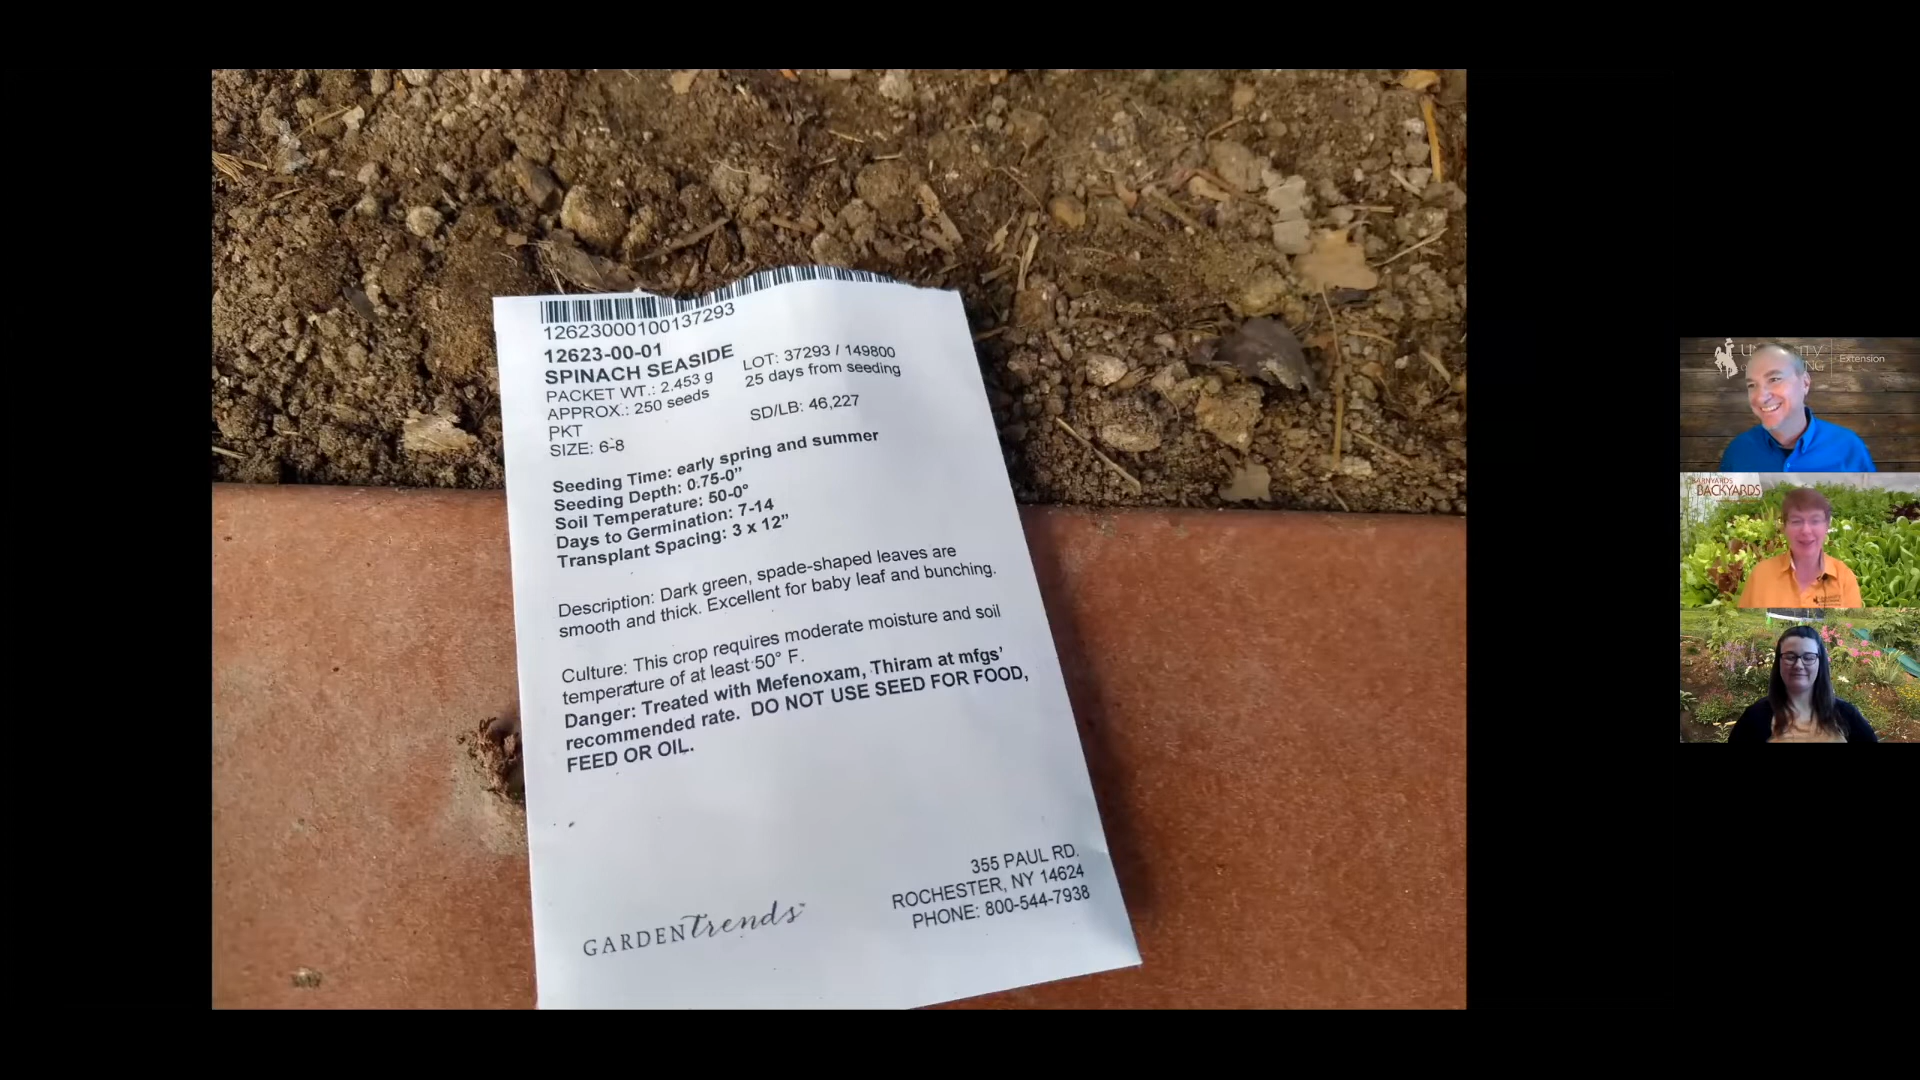 12623000100137293
12623-00-01
SPINACH SEASIDE
PACKET WT.: 2.453 g
APPROX.: 250 seeds
PKT
SIZE: 6-8
LOT: 37293 / 149800
25 days from seeding
SD/LB: 46,227
Seeding Time: early spring and summer
Seeding Depth: 0.75-0”
Soil Temperature: 50-0°
Days to Germination: 7-14
Transplant Spacing: 3 x 12”
Description: Dark green, spade-shaped leaves are
smooth and thick. Excellent for baby leaf and bunching.
Culture: This crop requires moderate moisture and soil
temperature of at least 50° F.
Danger: Treated with Mefenoxam, Thiram at mfgs’
recommended rate. DO NOT USE SEED FOR FOOD,
FEED OR OIL.
355 PAUL RD.
ROCHESTER, NY 14624
PHONE: 800-544-7938
GARDENTrends™
Extension
BACKYARDS